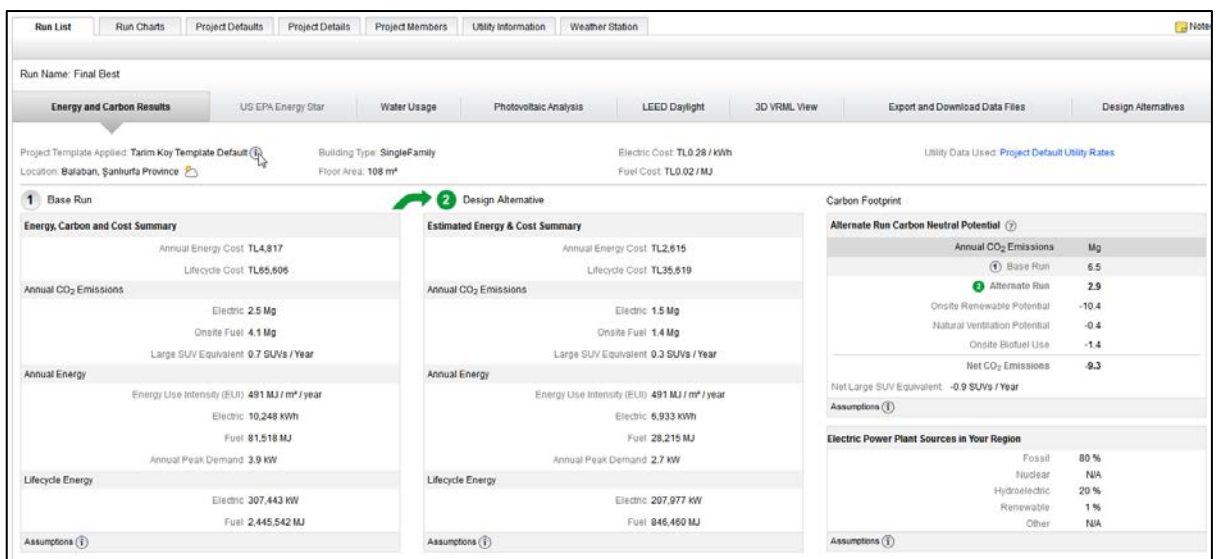 Run List Run Charts Project Defaults Project Details Project Members Utility Information Weather Station
Run Name: Final Best
Energy and Carbon Results US EPA Energy Star Water Usage Photovoltaic Analysis LEED Daylight 3D VRML View Export and Download Data Files Design Alternatives
Project Template Applied: Tarim Koy Template Default Building Type: SingleFamily Electric Cost: TL0.28 / kWh Utility Data Used: Project Default Utility Rates
Location: Balaban, Şanlıurfa Province Floor Area: 108 m² Fuel Cost: TL0.02 / MJ
1 Base Run
Energy, Carbon and Cost Summary
Annual Energy Cost TL4,817
Lifecycle Cost TL65,606
Annual CO₂ Emissions
Electric 2.5 Mg
Onsite Fuel 4.1 Mg
Large SUV Equivalent 0.7 SUVs / Year
Annual Energy
Energy Use Intensity (EUI) 491 MJ / m² / year
Electric 10,248 kWh
Fuel 81,518 MJ
Annual Peak Demand 3.9 kW
Lifecycle Energy
Electric 307,443 kW
Fuel 2,445,542 MJ
Assumptions
2 Design Alternative
Estimated Energy & Cost Summary
Annual Energy Cost TL2,615
Lifecycle Cost TL35,619
Annual CO₂ Emissions
Electric 1.5 Mg
Onsite Fuel 1.4 Mg
Large SUV Equivalent 0.3 SUVs / Year
Annual Energy
Energy Use Intensity (EUI) 491 MJ / m² / year
Electric 6,933 kWh
Fuel 28,215 MJ
Annual Peak Demand 2.7 kW
Lifecycle Energy
Electric 207,977 kW
Fuel 846,460 MJ
Assumptions
Carbon Footprint
Alternate Run Carbon Neutral Potential
Annual CO₂ Emissions Mg
1 Base Run 6.5
2 Alternate Run 2.9
Onsite Renewable Potential -10.4
Natural Ventilation Potential -0.4
Onsite Biofuel Use -1.4
Net CO₂ Emissions -9.3
Net Large SUV Equivalent: -0.9 SUVs / Year
Assumptions
Electric Power Plant Sources in Your Region
Fossil 80 %
Nuclear N/A
Hydroelectric 20 %
Renewable 1 %
Other N/A
Assumptions